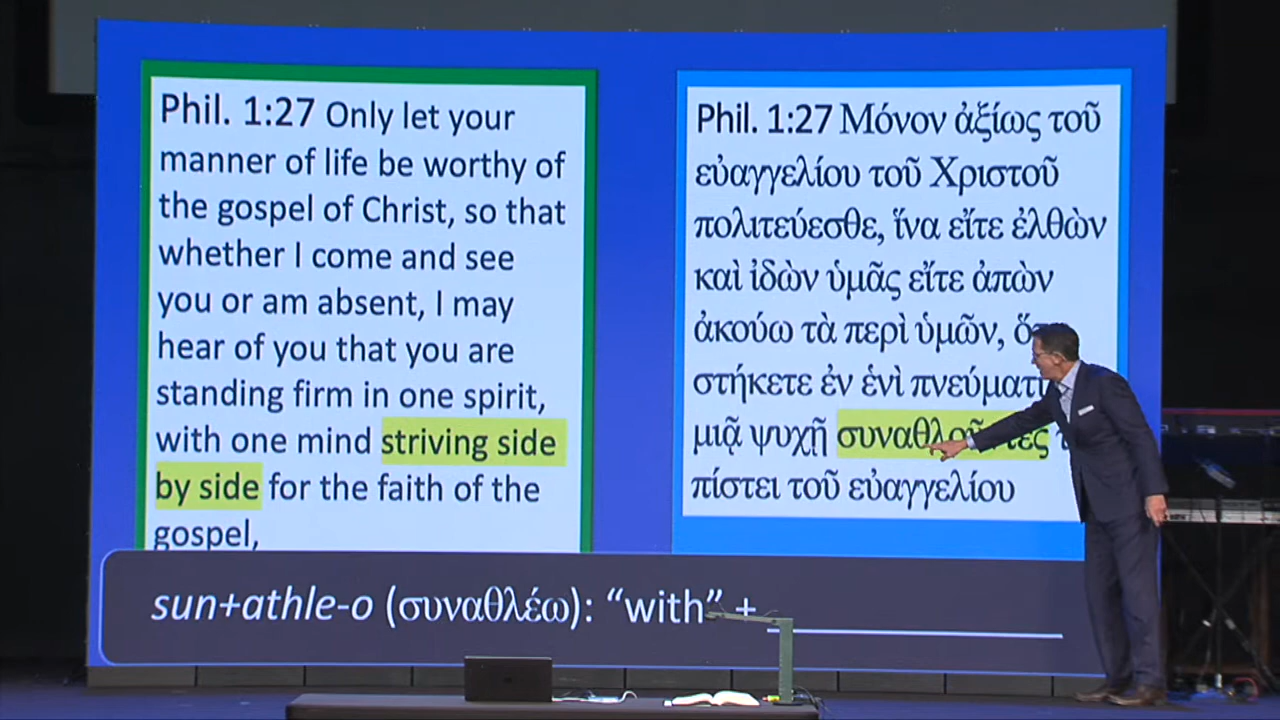 Phil. 1:27 Only let your
manner of life be worthy of
the gospel of Christ, so that
whether I come and see
you or am absent, I may
hear of you that you are
standing firm in one spirit,
with one mind striving side
by side for the faith of the
gospel,
Phil. 1:27 Μόνον ἀξίως τοῦ
εὐαγγελίου τοῦ Χριστοῦ
πολιτεύεσθε, ἵνα εἴτε ἐλθὼν
καὶ ἰδὼν ὑμᾶς εἴτε ἀπὼν
ἀκούω τὰ περὶ ὑμῶν,
στήκετε ἐν ἑνὶ πνεύματι
μιᾷ ψυχῇ
πίστει τοῦ εὐαγγελίου
sun+athle-o (συναθλέω): “with” +